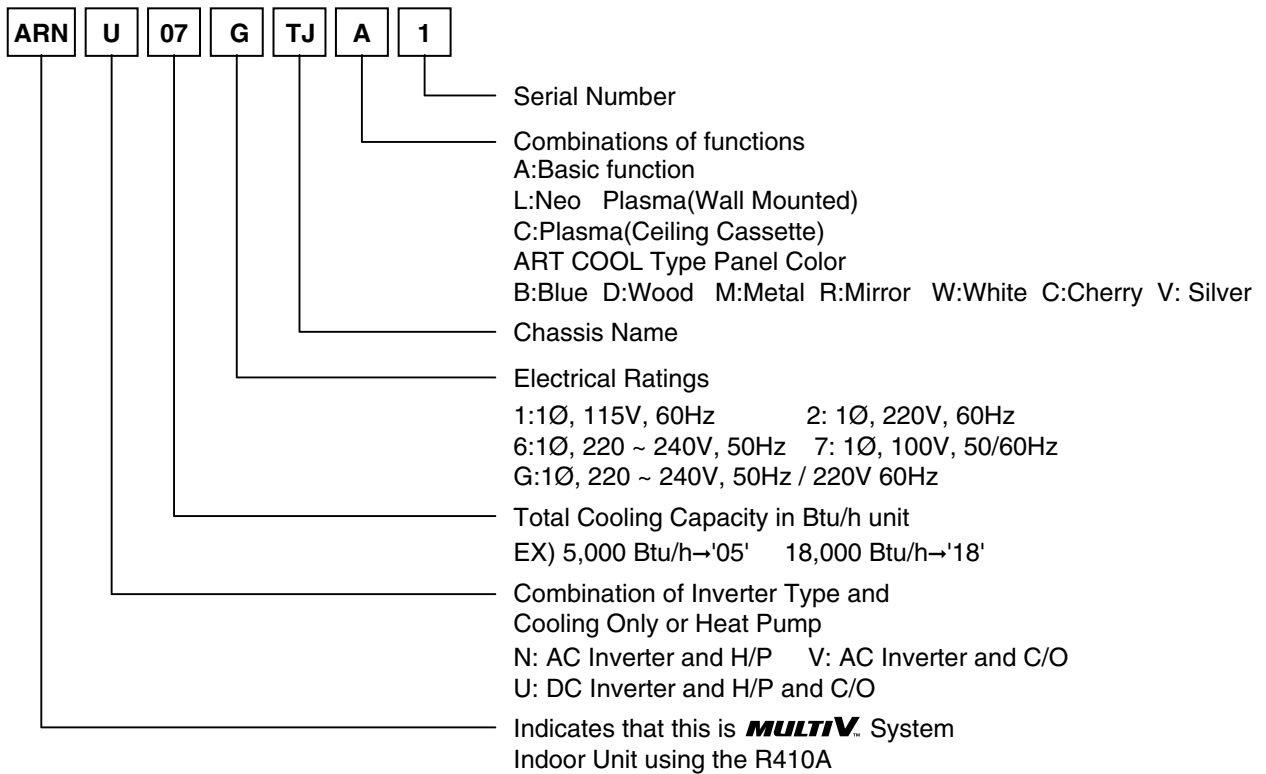 ARN U 07 G TJ A 1
Serial Number
Combinations of functions
A:Basic function
L:Neo Plasma(Wall Mounted)
C:Plasma(Ceiling Cassette)
ART COOL Type Panel Color
B:Blue D:Wood M:Metal R:Mirror W:White C:Cherry V: Silver
Chassis Name
Electrical Ratings
1:1Ø, 115V, 60Hz 2: 1Ø, 220V, 60Hz
6:1Ø, 220 ~ 240V, 50Hz 7: 1Ø, 100V, 50/60Hz
G:1Ø, 220 ~ 240V, 50Hz / 220V 60Hz
Total Cooling Capacity in Btu/h unit
EX) 5,000 Btu/h→'05' 18,000 Btu/h→'18'
Combination of Inverter Type and
Cooling Only or Heat Pump
N: AC Inverter and H/P V: AC Inverter and C/O
U: DC Inverter and H/P and C/O
Indicates that this is MULTI V™ System
Indoor Unit using the R410A